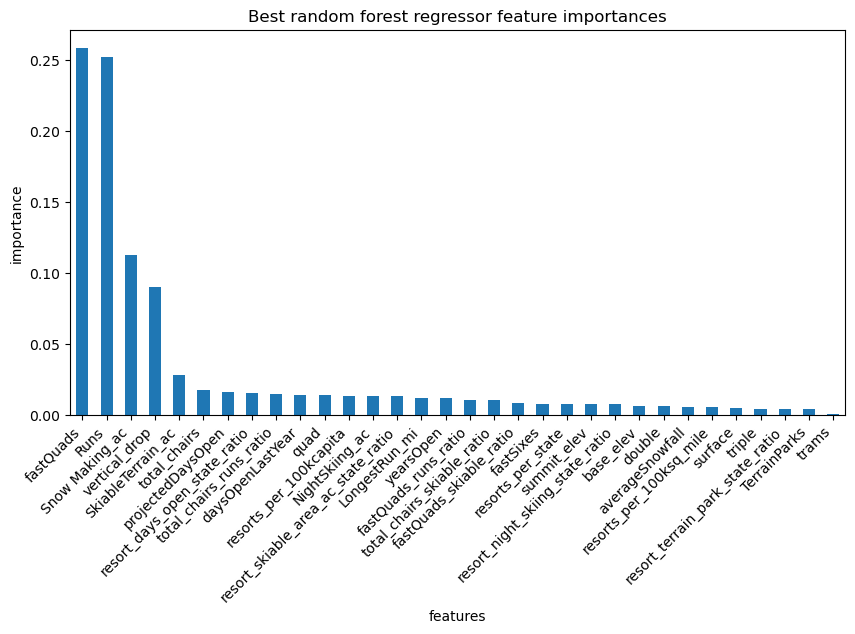 Best random forest regressor feature importances
importance
0.25
0.20
0.15
0.10
0.05
0.00
fastQuads
Runs
Snow Making_ac
vertical_drop
SkiableTerrain_ac
total_chairs
projectedDaysOpen
resort_days_open_state_ratio
total_chairs_runs_ratio
daysOpenLastYear
quad
resorts_per_100kcapita
NightSkiing_ac
resort_skiable_area_ac_state_ratio
LongestRun_mi
yearsOpen
fastQuads_runs_ratio
total_chairs_skiable_ratio
fastQuads_skiable_ratio
fastSixes
resorts_per_state
summit_elev
resort_night_skiing_state_ratio
base_elev
double
averageSnowfall
resorts_per_100ksq_mile
surface
triple
resort_terrain_park_state_ratio
TerrainParks
trams
features